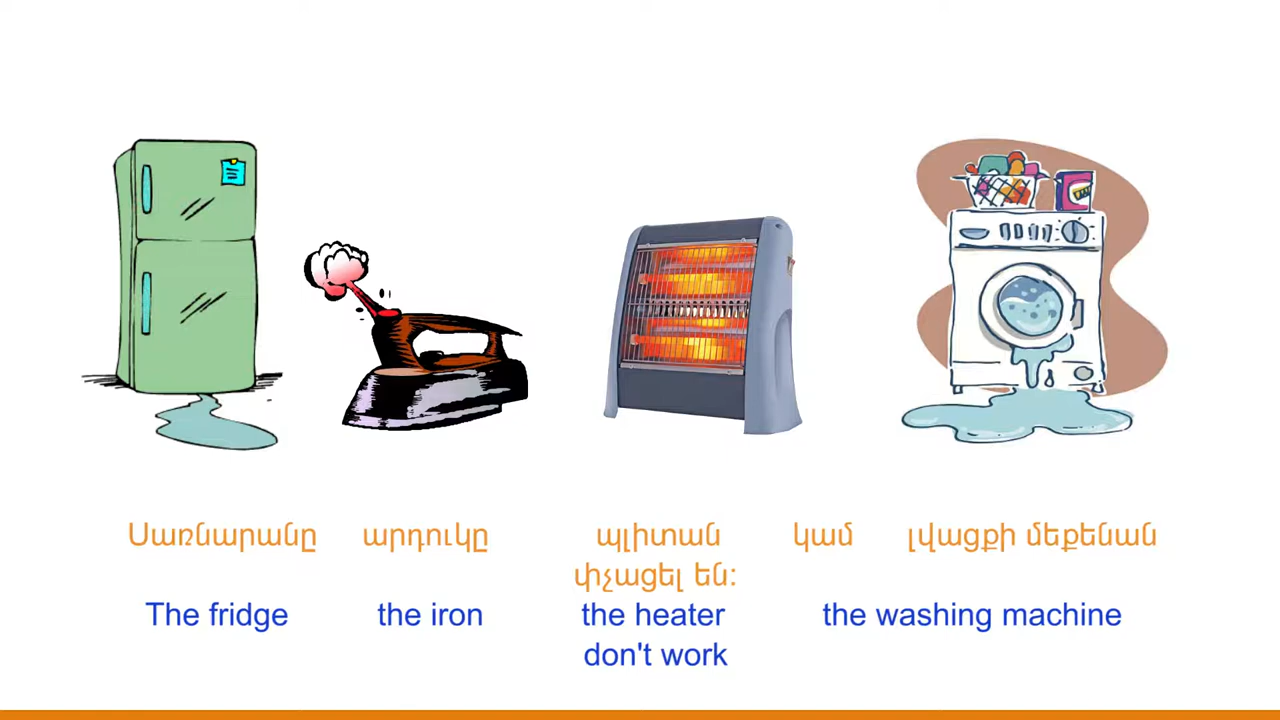 Սառնարանը արդուկը պլիտան կամ լվացքի մեքենան
փչացել են:
The fridge the iron the heater the washing machine
don't work